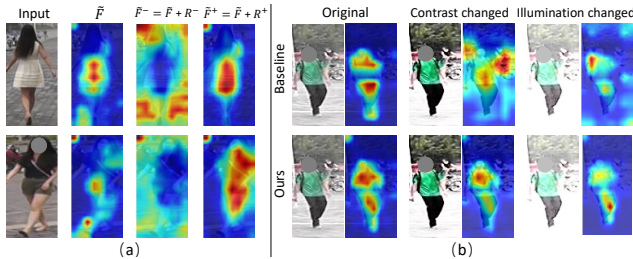 Input F̃ F̃⁻ = F̃ + R⁻ F̃⁺ = F̃ + R⁺
Original Contrast changed Illumination changed
Baseline
Ours
(a) (b)